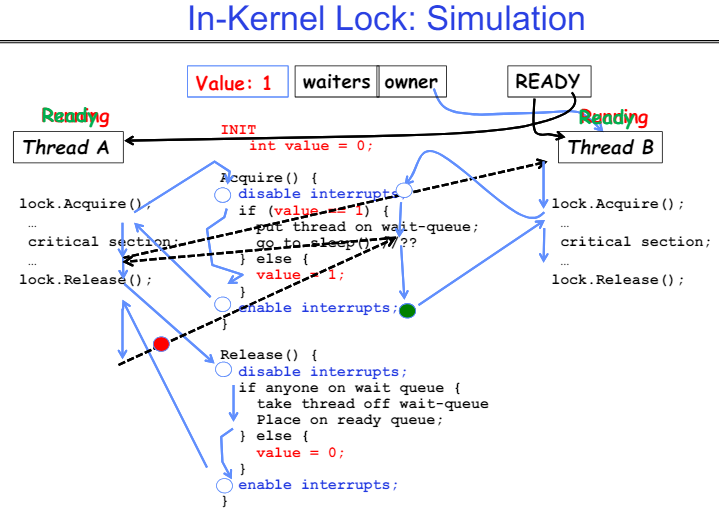 In-Kernel Lock: Simulation
Value: 1 waiters owner READY
Running Ready Running Ready
Thread A Thread B
INIT
int value = 0;
Acquire() {
disable interrupts;
if (value == 1) {
put thread on wait-queue;
go to sleep() //??
} else {
value = 1;
}
enable interrupts;
}
lock.Acquire();
…
critical section;
…
lock.Release();
lock.Acquire();
…
critical section;
…
lock.Release();
Release() {
disable interrupts;
if anyone on wait queue {
take thread off wait-queue
Place on ready queue;
} else {
value = 0;
}
enable interrupts;
}